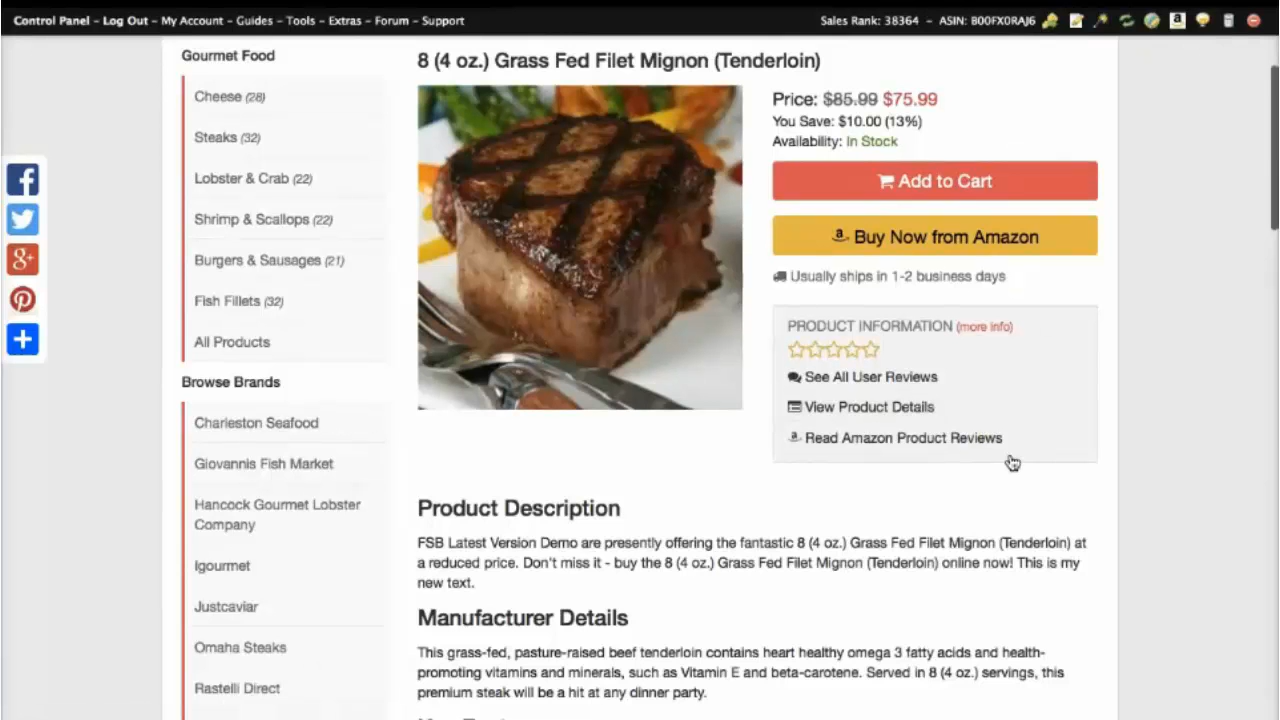 Control Panel – Log Out – My Account – Guides – Tools – Extras – Forum – Support
Sales Rank: 38364 – ASIN: B00FX0RAJ6
Gourmet Food
Cheese (28)
Steaks (32)
Lobster & Crab (22)
Shrimp & Scallops (22)
Burgers & Sausages (21)
Fish Fillets (32)
All Products
Browse Brands
Charleston Seafood
Giovannis Fish Market
Hancock Gourmet Lobster
Company
Igourmet
Justcaviar
Omaha Steaks
Rastelli Direct
8 (4 oz.) Grass Fed Filet Mignon (Tenderloin)
Price: $85.99 $75.99
You Save: $10.00 (13%)
Availability: In Stock
Add to Cart
Buy Now from Amazon
Usually ships in 1-2 business days
PRODUCT INFORMATION (more info)
See All User Reviews
View Product Details
Read Amazon Product Reviews
Product Description
FSB Latest Version Demo are presently offering the fantastic 8 (4 oz.) Grass Fed Filet Mignon (Tenderloin) at
a reduced price. Don't miss it - buy the 8 (4 oz.) Grass Fed Filet Mignon (Tenderloin) online now! This is my
new text.
Manufacturer Details
This grass-fed, pasture-raised beef tenderloin contains heart healthy omega 3 fatty acids and health-
promoting vitamins and minerals, such as Vitamin E and beta-carotene. Served in 8 (4 oz.) servings, this
premium steak will be a hit at any dinner party.